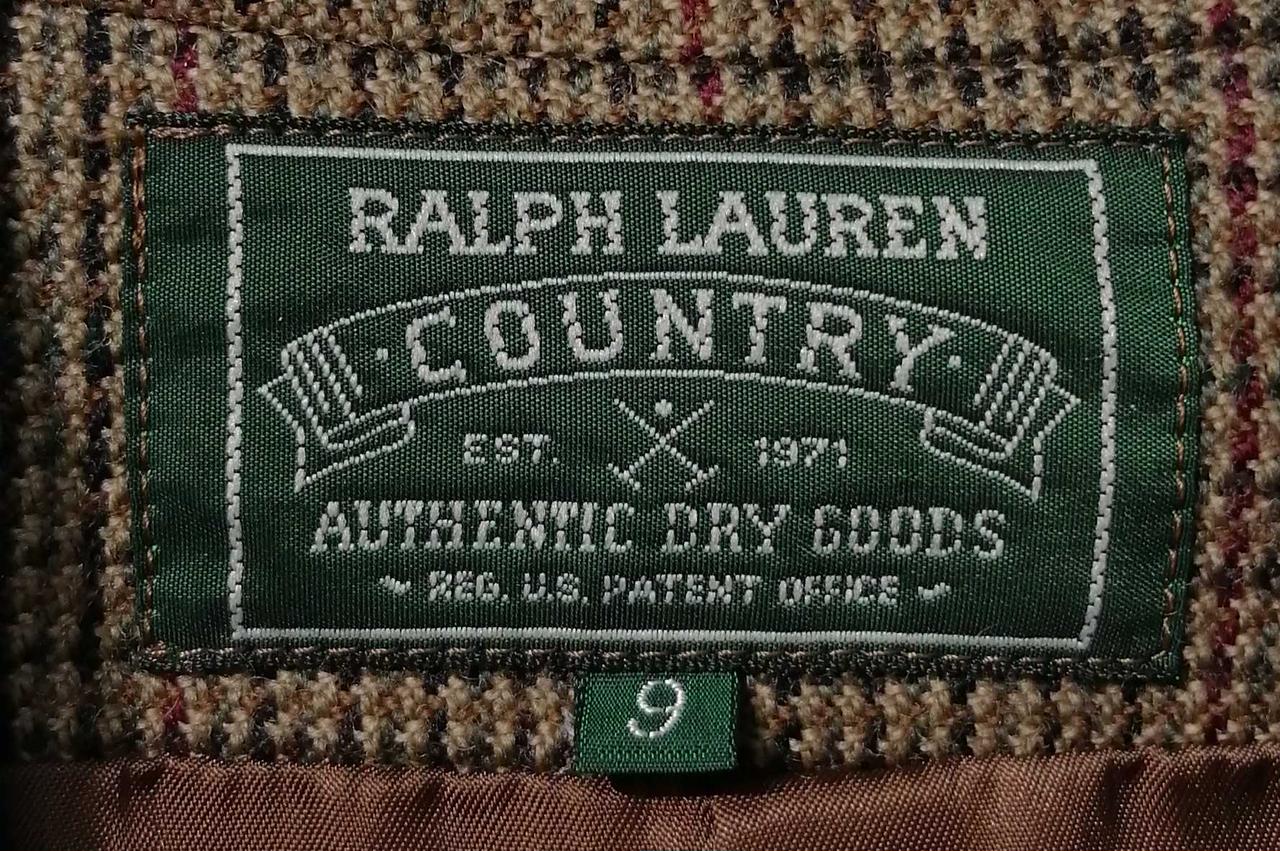 RALPH LAUREN
· COUNTRY ·
EST. 1971
AUTHENTIC DRY GOODS
~ REG. U.S. PATENT OFFICE ~
9